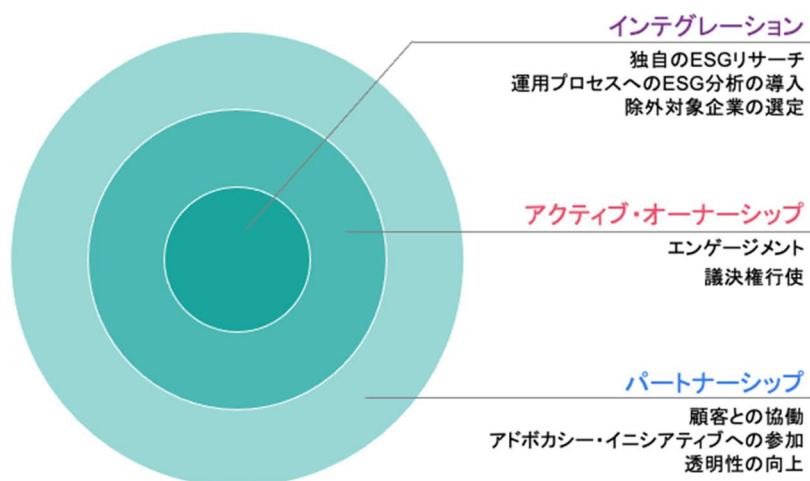 インテグレーション
独自のESGリサーチ
運用プロセスへのESG分析の導入
除外対象企業の選定
アクティブ・オーナーシップ
エンゲージメント
議決権行使
パートナーシップ
顧客との協働
アドボカシー・イニシアティブへの参加
透明性の向上